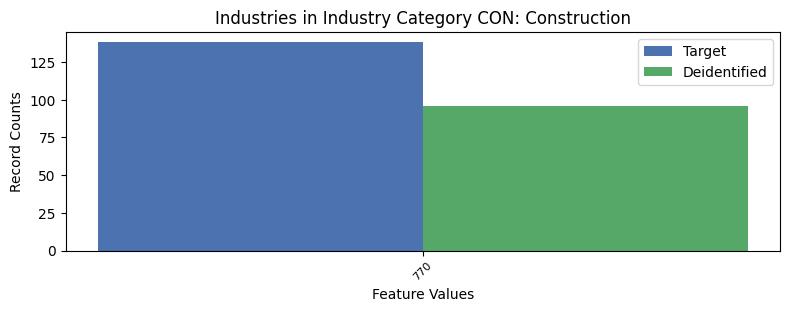 Industries in Industry Category CON: Construction
Target
Deidentified
Record Counts
125
100
75
50
25
0
770
Feature Values